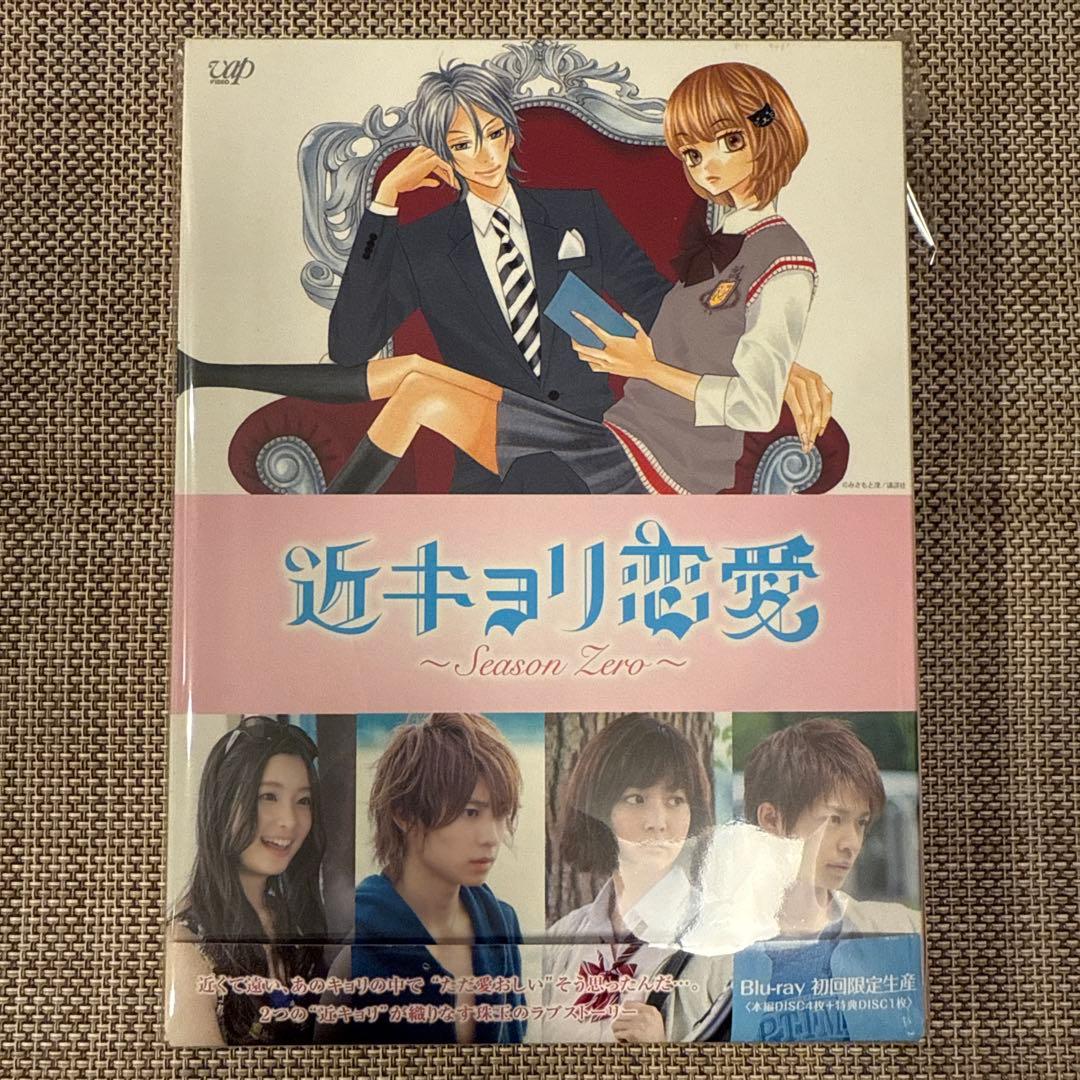 vap
VIDEO
©みきもと凜／講談社
近キョリ恋愛
～Season Zero～
近くて遠い、あのキョリの中で“ただ愛おしい”そう思ったんだ…。
2つの“近キョリ”が織りなす珠玉のラブストーリー
Blu-ray 初回限定生産
〈本編DISC4枚＋特典DISC1枚〉